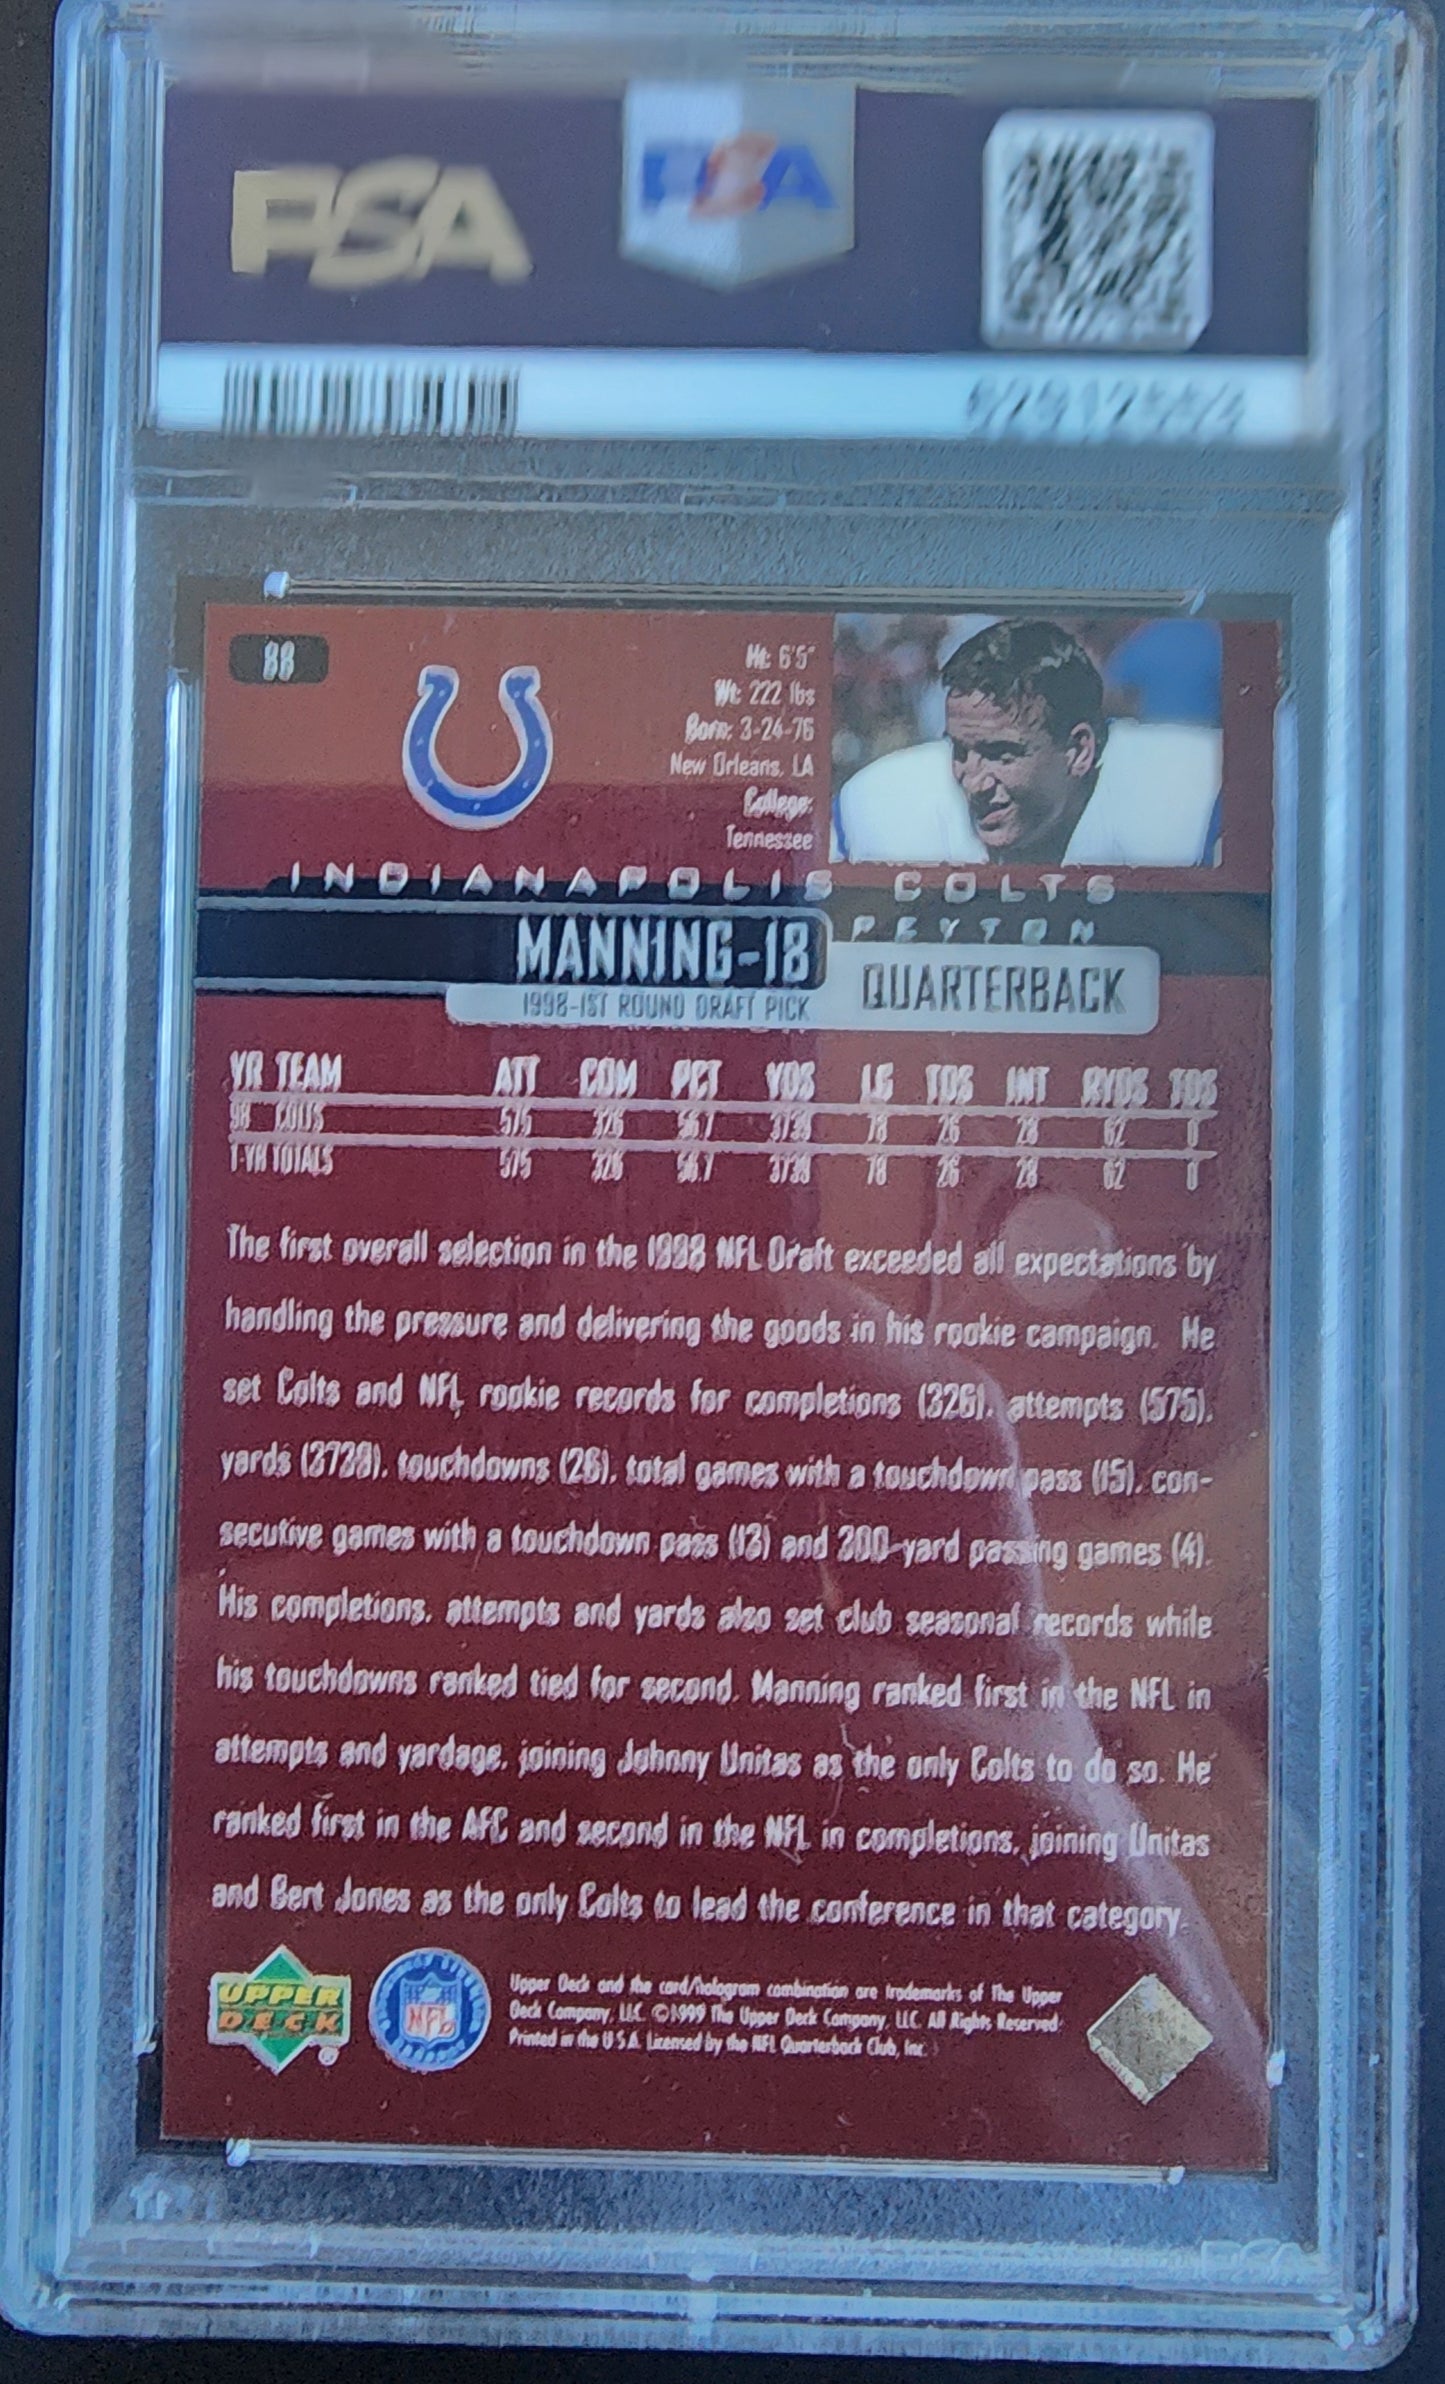 PSA
PSA
88
Ht: 6'5"
Wt: 222 lbs
Born: 3-24-76
New Orleans, LA
College:
Tennessee
INDIANAPOLIS COLTS
PEYTON
MANNING-18
QUARTERBACK
1998-1ST ROUND DRAFT PICK
YR TEAM ATT COM PCT YDS LG TDS INT RYDS TDS
98 COLTS 575 326 56.7 3739 78 26 28 62 0
1-YR TOTALS 575 326 56.7 3739 78 26 28 62 0
The first overall selection in the 1998 NFL Draft exceeded all expectations by
handling the pressure and delivering the goods in his rookie campaign. He
set Colts and NFL rookie records for completions (326), attempts (575),
yards (3739), touchdowns (26), total games with a touchdown pass (15), con-
secutive games with a touchdown pass (13) and 300-yard passing games (4).
His completions, attempts and yards also set club seasonal records while
his touchdowns ranked tied for second. Manning ranked first in the NFL in
attempts and yardage, joining Johnny Unitas as the only Colts to do so. He
ranked first in the AFC and second in the NFL in completions, joining Unitas
and Bert Jones as the only Colts to lead the conference in that category.
UPPER
DECK
NFL
Upper Deck and the card/hologram combination are trademarks of The Upper
Deck Company, LLC. ©1999 The Upper Deck Company, LLC. All Rights Reserved.
Printed in the U.S.A. Licensed by the NFL Quarterback Club, Inc.
PSA